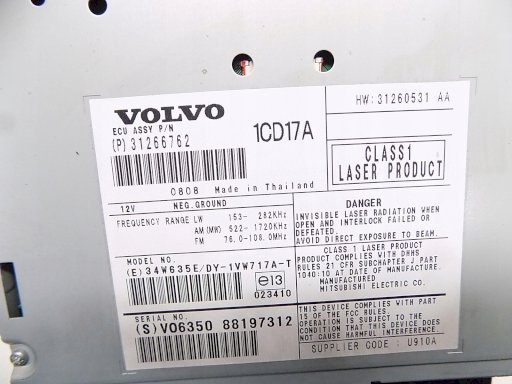 VOLVO
ECU ASSY P/N
(P) 31266762
1CD17A
0808 Made in Thailand
HW: 31260531 AA
CLASS1
LASER PRODUCT
12V NEG. GROUND
FREQUENCY RANGE LW 153- 282KHz
AM (MW) 522- 1720KHz
FM 76.0-108.0MHz
MODEL NO.
(E) 34W635E/DY-1VW717A-T
e13
023410
SERIAL NO.
(S) V06350 88197312
DANGER
INVISIBLE LASER RADIATION WHEN
OPEN AND INTERLOCK FAILED OR
DEFEATED.
AVOID DIRECT EXPOSURE TO BEAM.
CLASS 1 LASER PRODUCT
PRODUCT COMPLIES WITH DHHS
RULES 21 CFR SUBCHAPTER J PART
1040:10 AT DATE OF MANUFACTURE.
MANUFACTURED
MITSUBISHI ELECTRIC CO.
THIS DEVICE COMPLIES WITH PART
15 OF THE FCC RULES.
OPERATION IS SUBJECT TO THE
CONDITION THAT THIS DEVICE DOES
NOT CAUSE HARMFUL INTERFERENCE.
SUPPLIER CODE : U910A